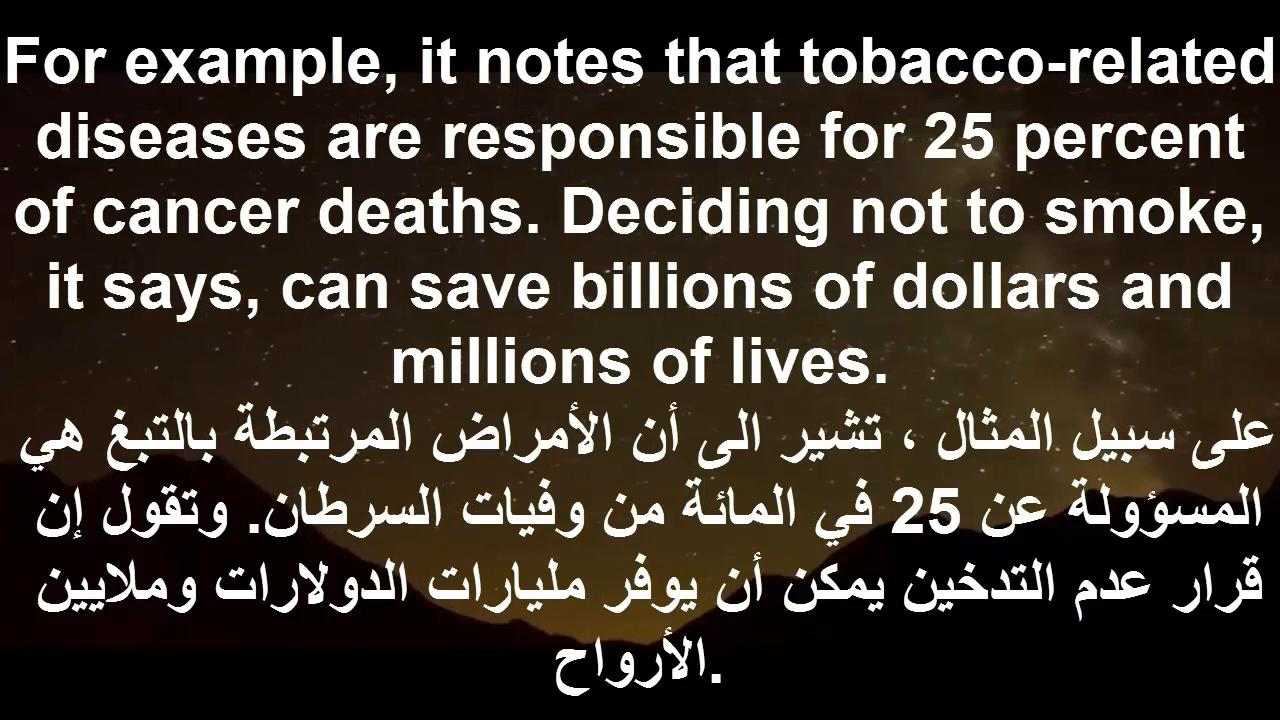 For example, it notes that tobacco-related
diseases are responsible for 25 percent
of cancer deaths. Deciding not to smoke,
it says, can save billions of dollars and
millions of lives.
على سبيل المثال ، تشير الى أن الأمراض المرتبطة بالتبغ هي
المسؤولة عن 25 في المائة من وفيات السرطان. وتقول إن
قرار عدم التدخين يمكن أن يوفر مليارات الدولارات وملايين
الأرواح.